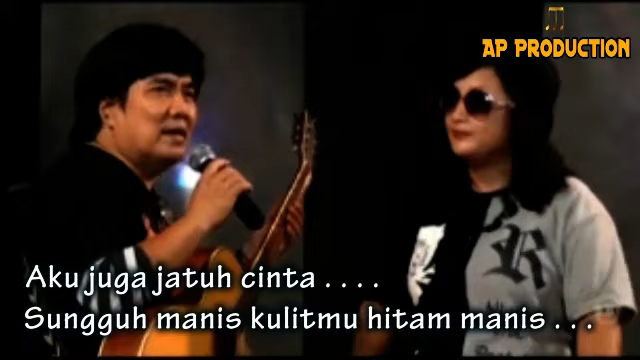 AP PRODUCTION
Aku juga jatuh cinta . . . .
Sungguh manis kulitmu hitam manis . . .
R